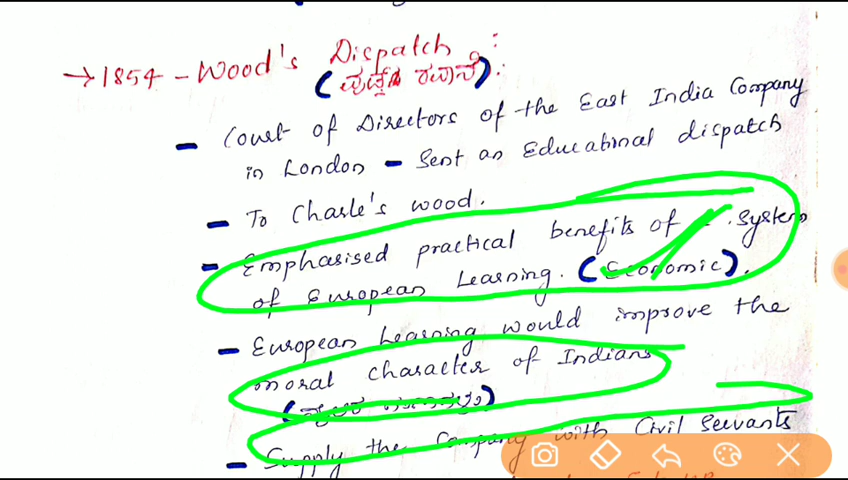 → 1854 - Wood's Dispatch :
( ರವಾನೆ ) :
- Court of Directors of the East India Company
in London - Sent an Educational dispatch
- To Charle's wood.
- Emphasised practical benefits of system
of European Learning. (Economic).
- European Learning would improve the
moral character of Indians
- Supply the Company with Civil Servants